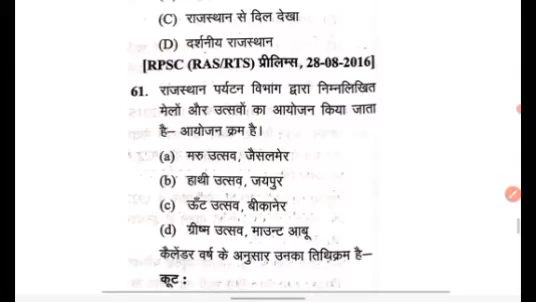 (C) राजस्थान से दिल देखा
(D) दर्शनीय राजस्थान
[RPSC (RAS/RTS) प्रीलिम्स, 28-08-2016]
61. राजस्थान पर्यटन विभाग द्वारा निम्नलिखित
मेलों और उत्सवों का आयोजन किया जाता
है– आयोजन क्रम है।
(a) मरु उत्सव, जैसलमेर
(b) हाथी उत्सव, जयपुर
(c) ऊँट उत्सव, बीकानेर
(d) ग्रीष्म उत्सव, माउन्ट आबू
कैलेंडर वर्ष के अनुसार उनका तिथिक्रम है–
कूट :